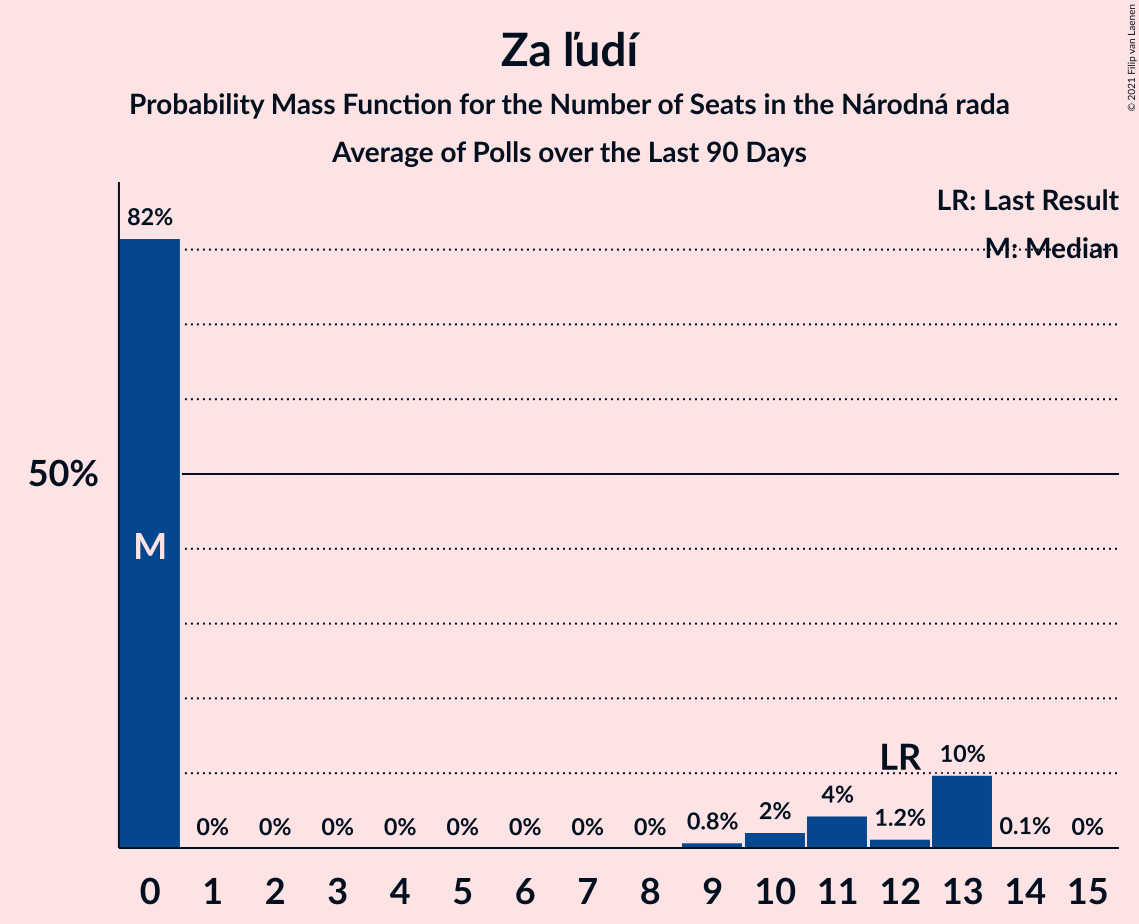 Za ľudí
Probability Mass Function for the Number of Seats in the Národná rada
Average of Polls over the Last 90 Days
© 2021 Filip van Laenen
LR: Last Result
M: Median
82%
50%
M
LR
0% 0% 0% 0% 0% 0% 0% 0% 0.8% 2% 4% 1.2% 10% 0.1% 0%
0 1 2 3 4 5 6 7 8 9 10 11 12 13 14 15